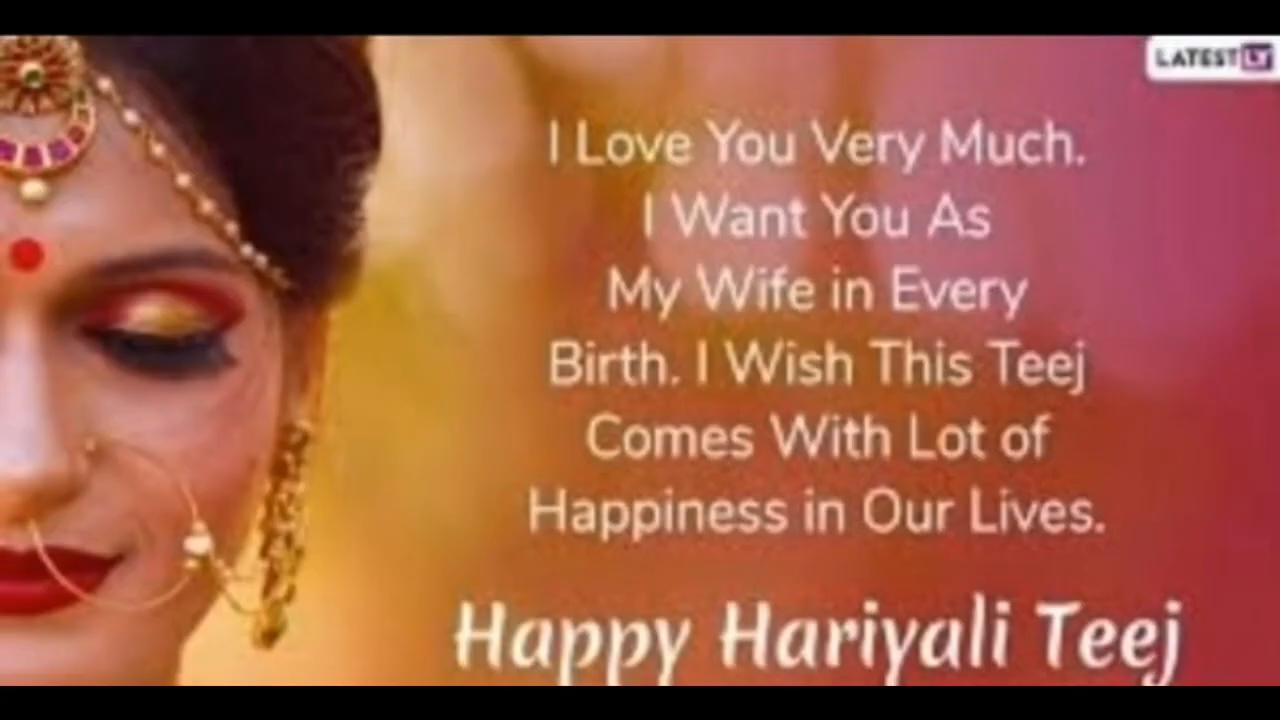 LATESTLY
I Love You Very Much.
I Want You As
My Wife in Every
Birth. I Wish This Teej
Comes With Lot of
Happiness in Our Lives.
Happy Hariyali Teej